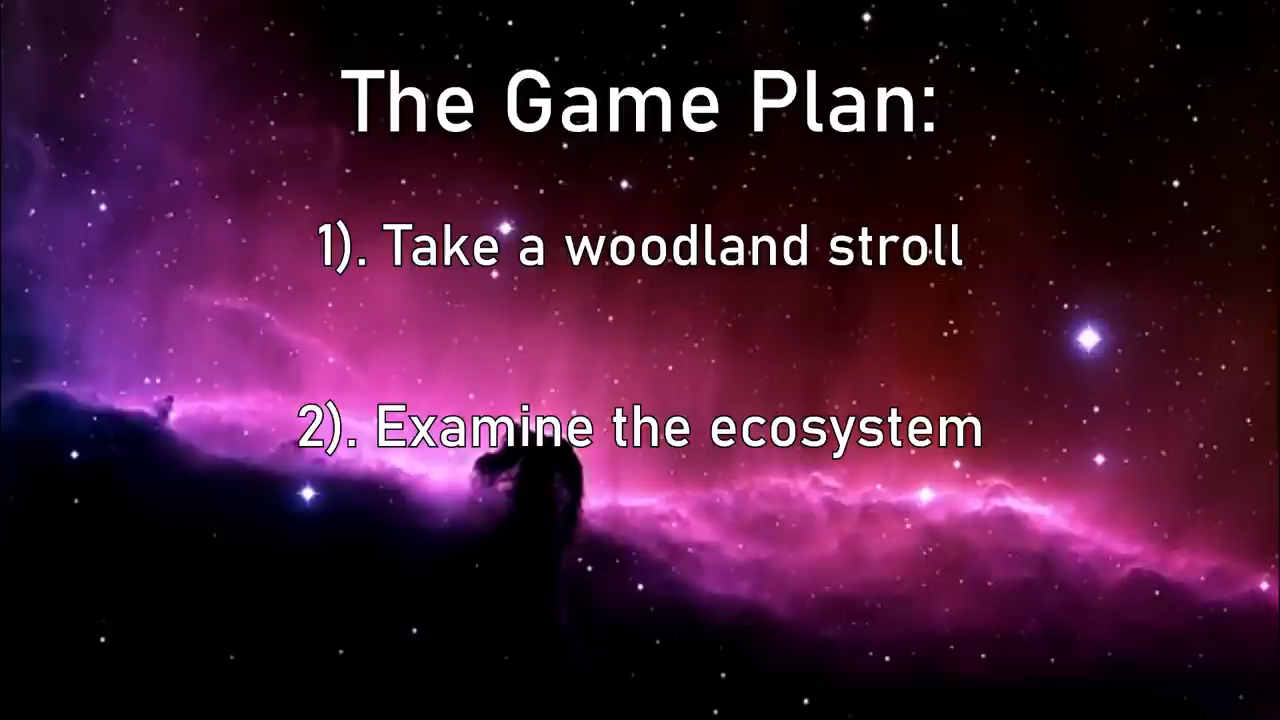 The Game Plan:
1). Take a woodland stroll
2). Examine the ecosystem